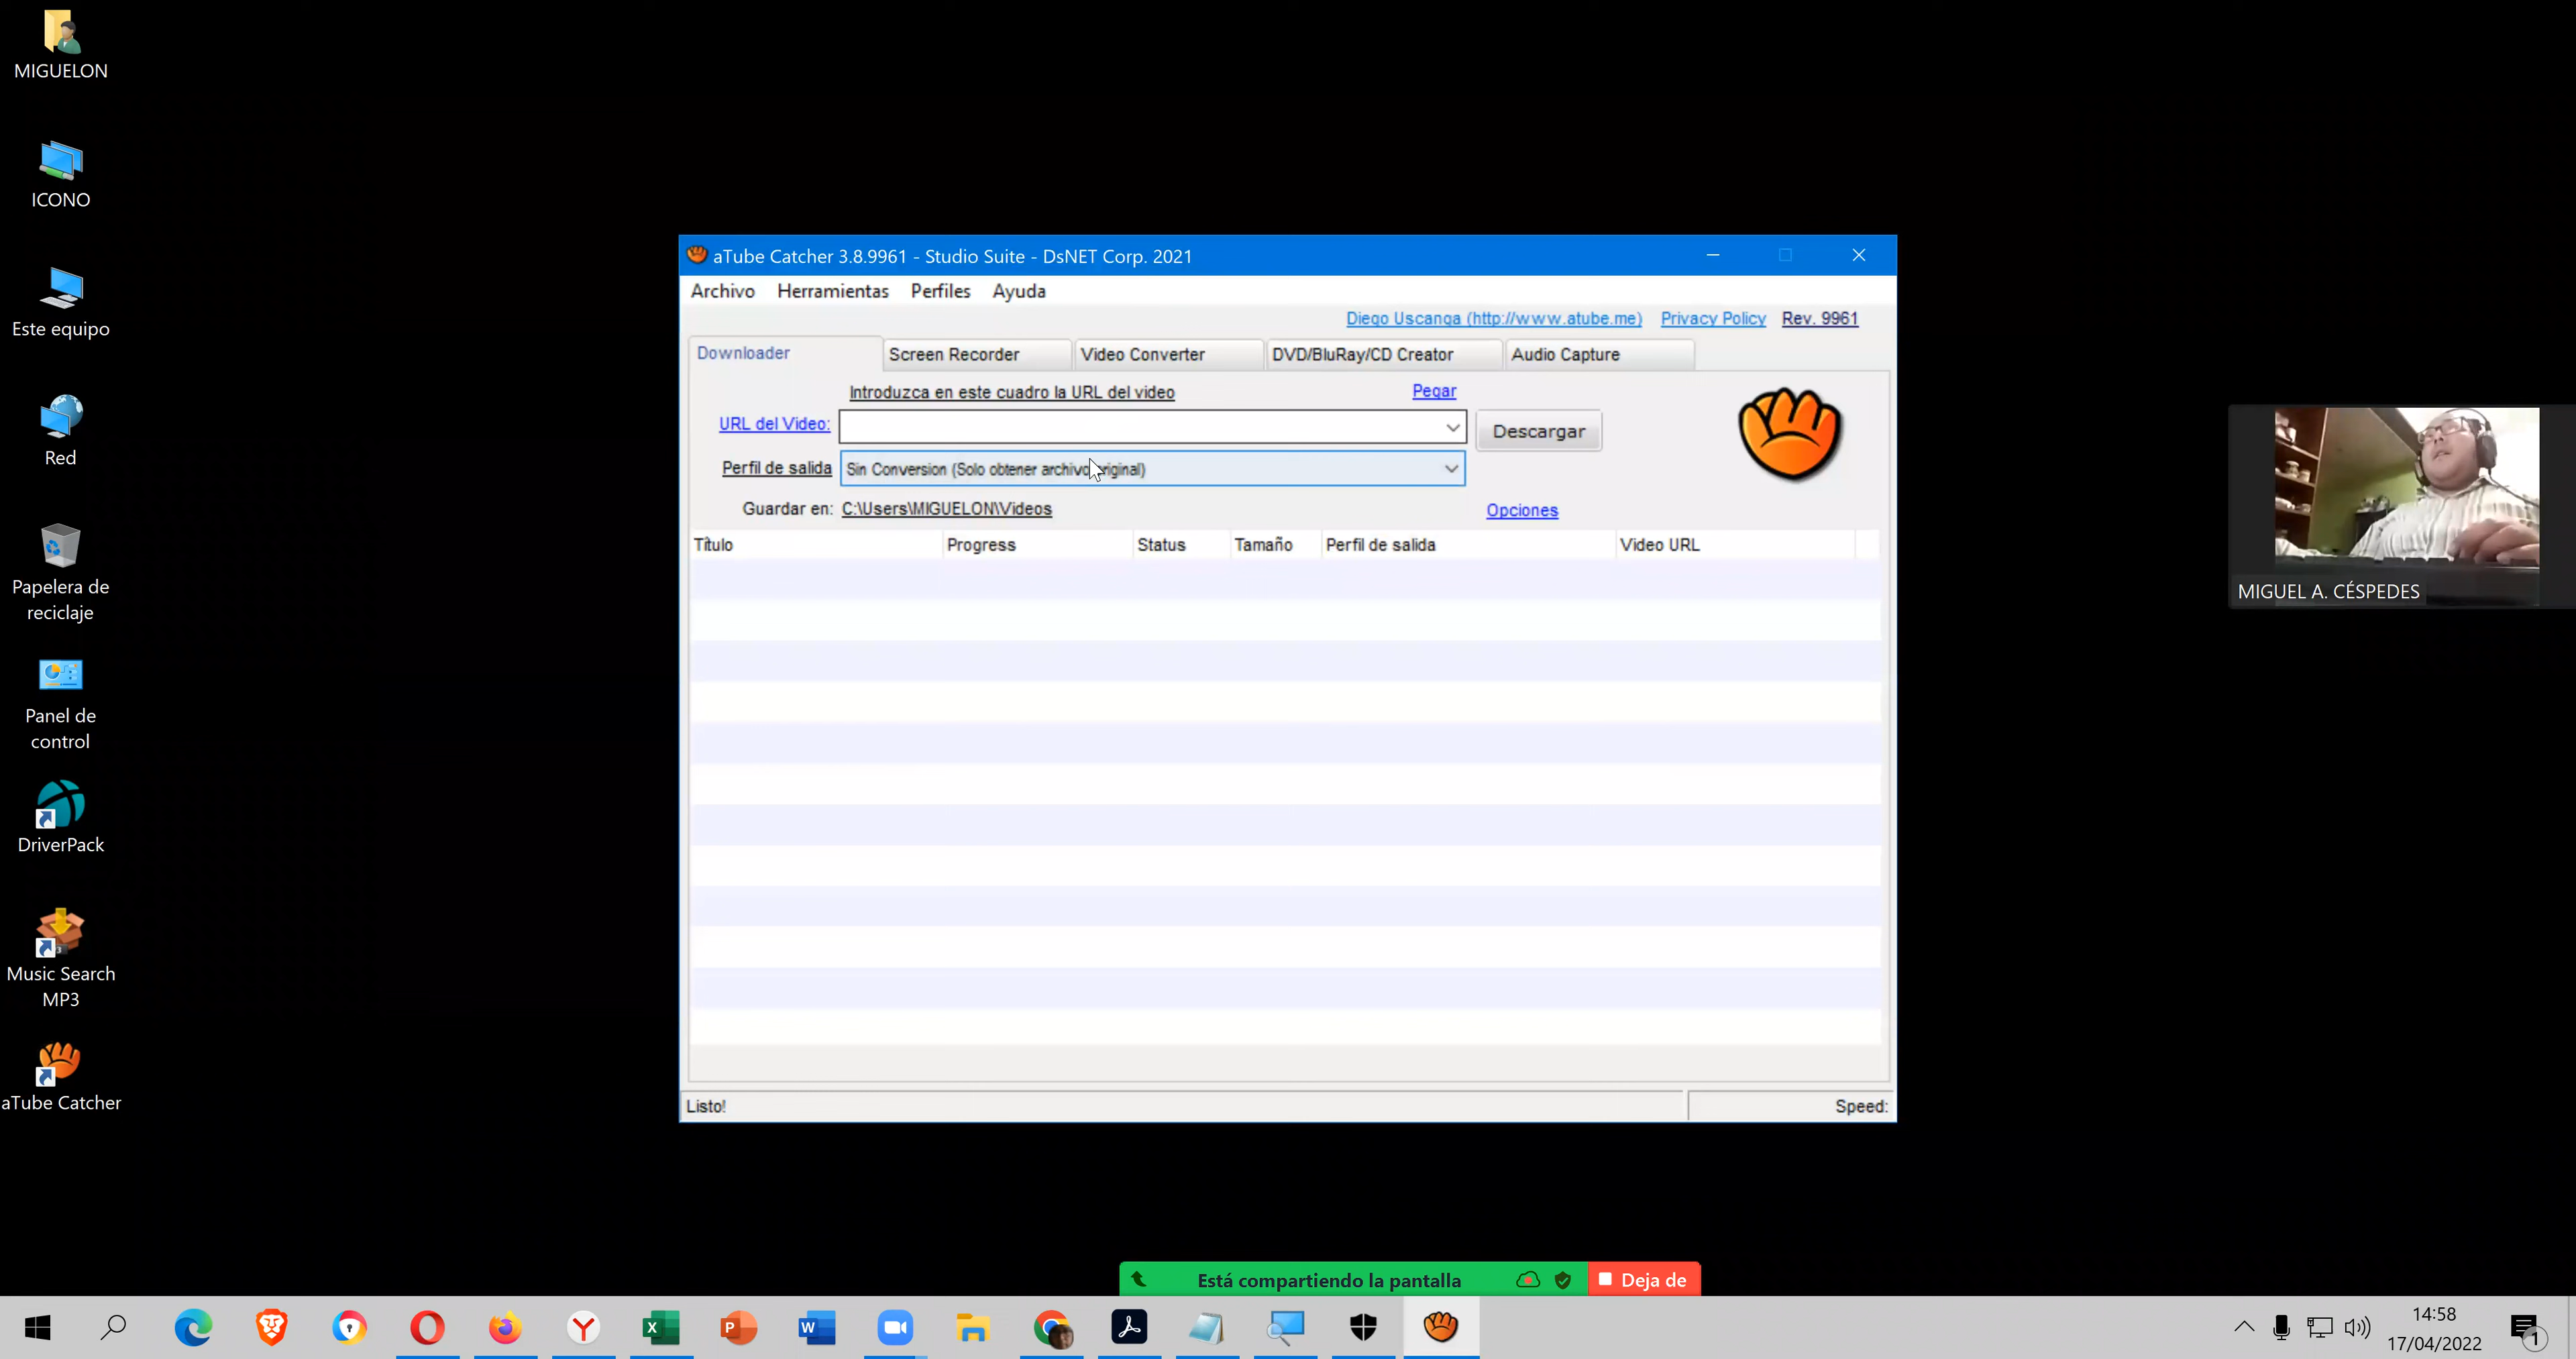 MIGUELON
ICONO
Este equipo
Red
Papelera de
reciclaje
Panel de
control
DriverPack
Music Search
MP3
aTube Catcher
aTube Catcher 3.8.9961 - Studio Suite - DsNET Corp. 2021
Archivo Herramientas Perfiles Ayuda
Diego Uscanga (http://www.atube.me) Privacy Policy Rev. 9961
Downloader Screen Recorder Video Converter DVD/BluRay/CD Creator Audio Capture
Introduzca en este cuadro la URL del video Pegar
URL del Video: Descargar
Perfil de salida Sin Conversion (Solo obtener archivo original)
Guardar en: C:\Users\MIGUELON\Videos Opciones
Título Progress Status Tamaño Perfil de salida Video URL
Listo! Speed:
MIGUEL A. CÉSPEDES
Está compartiendo la pantalla Deja de
14:58
17/04/2022
1